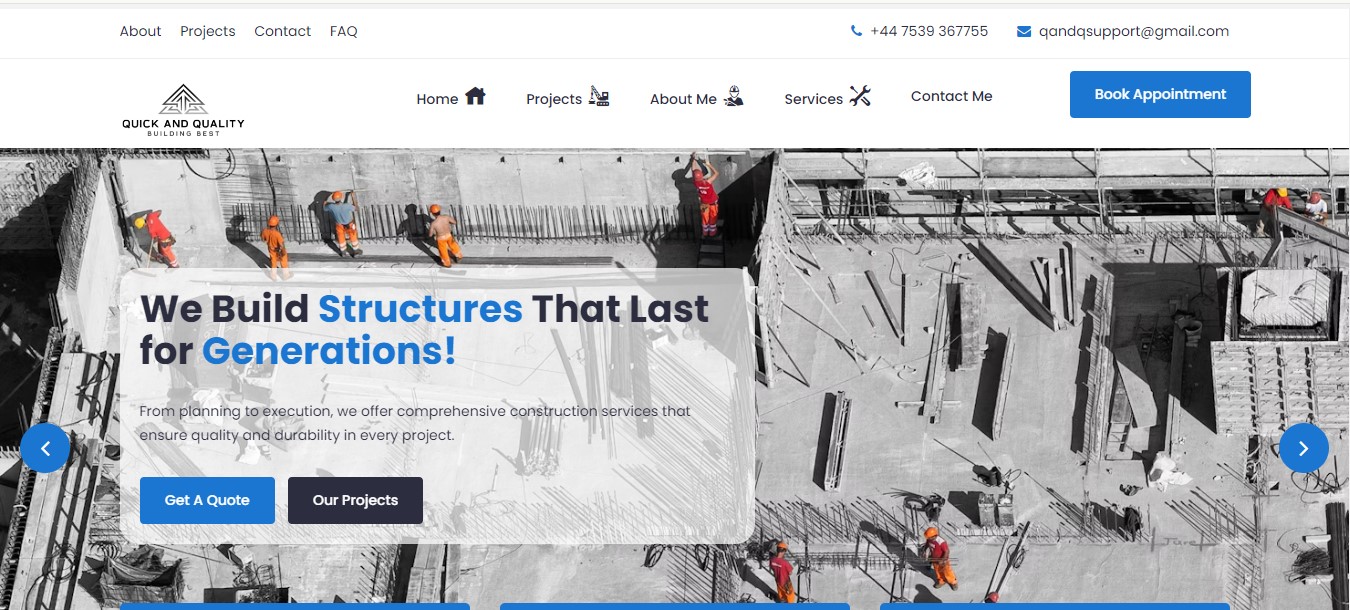 About Projects Contact FAQ +44 7539 367755 qandqsupport@gmail.com
Home Projects About Me Services Contact Me Book Appointment
QUICK AND QUALITY
BUILDING BEST
We Build Structures That Last
for Generations!
From planning to execution, we offer comprehensive construction services that
ensure quality and durability in every project.
Get A Quote Our Projects